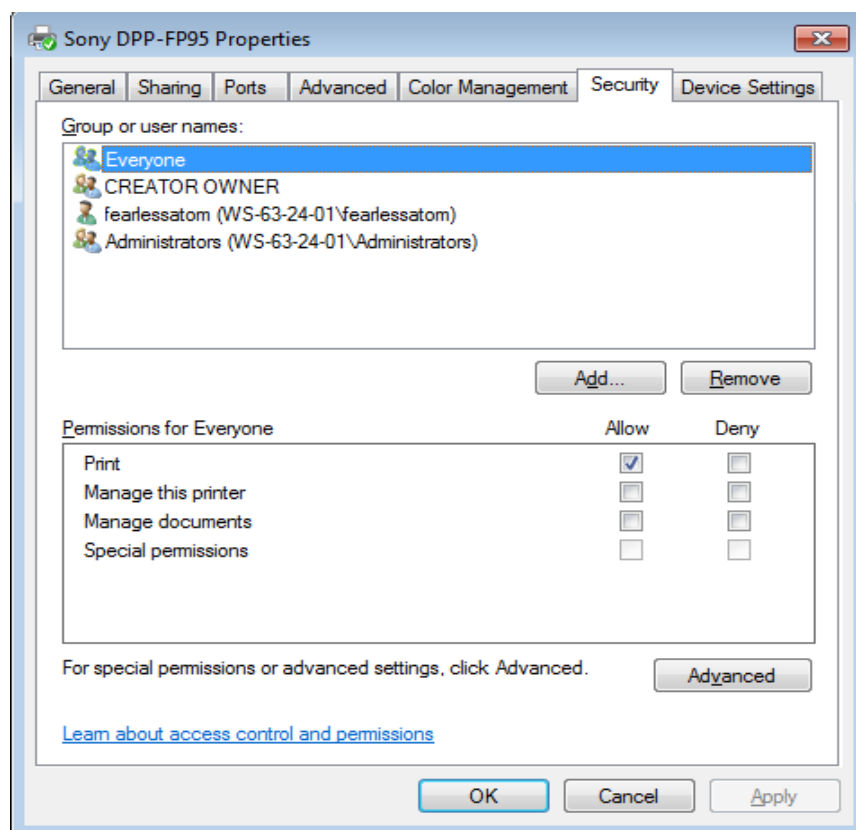 Sony DPP-FP95 Properties
General Sharing Ports Advanced Color Management Security Device Settings
Group or user names:
Everyone
CREATOR OWNER
fearlessatom (WS-63-24-01\fearlessatom)
Administrators (WS-63-24-01\Administrators)
Add... Remove
Permissions for Everyone Allow Deny
Print
Manage this printer
Manage documents
Special permissions
For special permissions or advanced settings, click Advanced. Advanced
Learn about access control and permissions
OK Cancel Apply